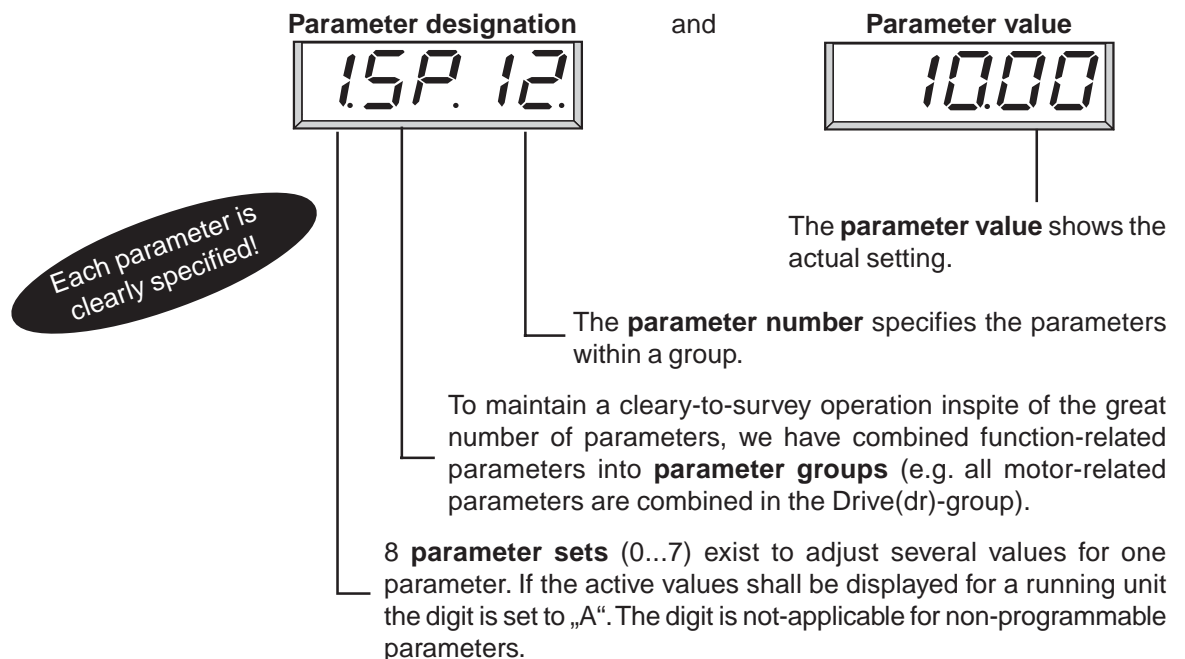 Parameter designation and Parameter value
1.SP. 12.
10.00
Each parameter is
clearly specified!
The parameter value shows the
actual setting.
The parameter number specifies the parameters
within a group.
To maintain a cleary-to-survey operation inspite of the great
number of parameters, we have combined function-related
parameters into parameter groups (e.g. all motor-related
parameters are combined in the Drive(dr)-group).
8 parameter sets (0...7) exist to adjust several values for one
parameter. If the active values shall be displayed for a running unit
the digit is set to „A“. The digit is not-applicable for non-programmable
parameters.